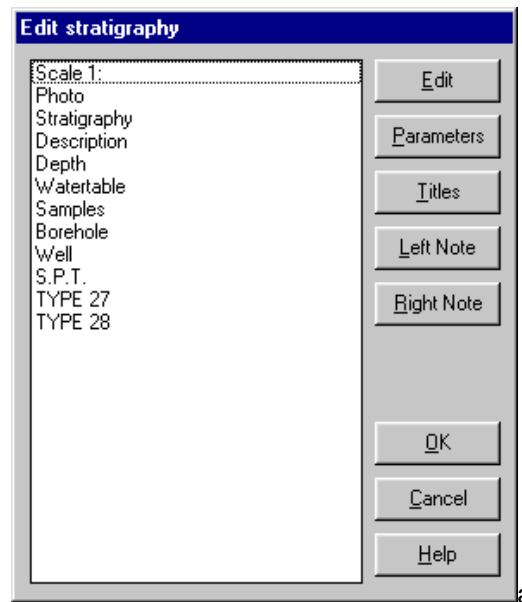 Edit stratigraphy
Scale 1:
Photo
Stratigraphy
Description
Depth
Watertable
Samples
Borehole
Well
S.P.T.
TYPE 27
TYPE 28
Edit
Parameters
Titles
Left Note
Right Note
OK
Cancel
Help